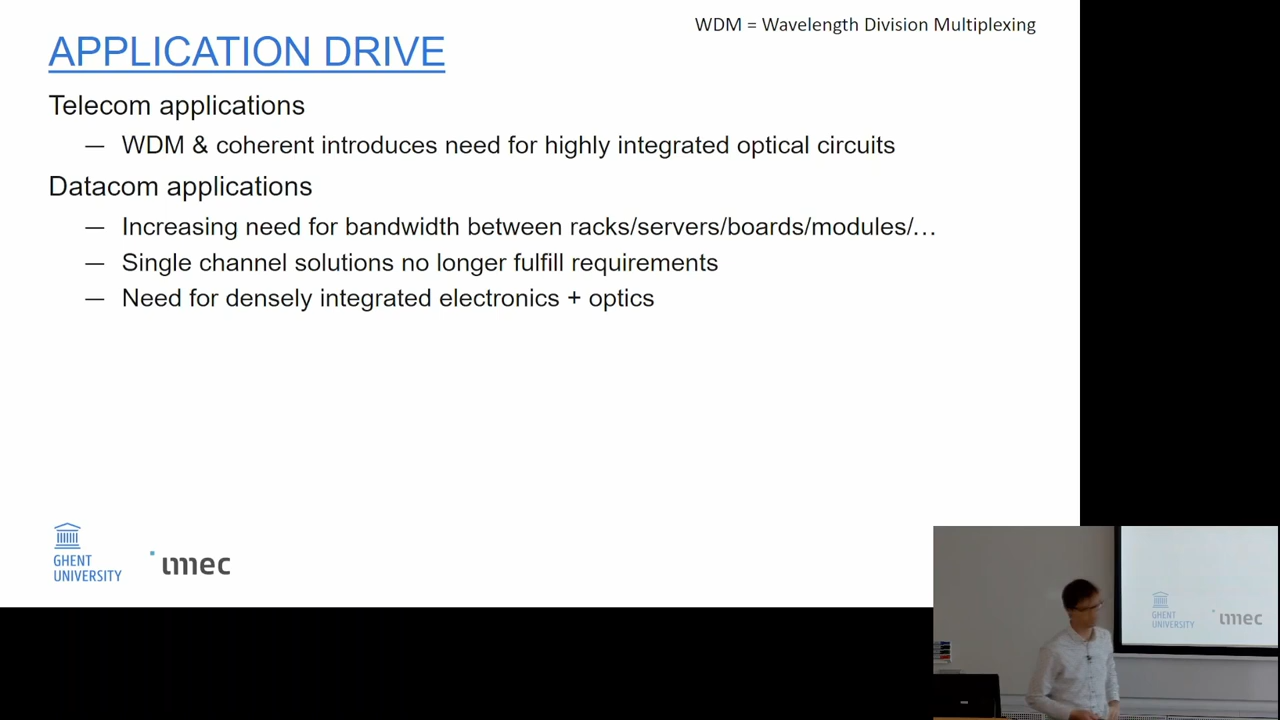 WDM = Wavelength Division Multiplexing
APPLICATION DRIVE
Telecom applications
— WDM & coherent introduces need for highly integrated optical circuits
Datacom applications
— Increasing need for bandwidth between racks/servers/boards/modules/…
— Single channel solutions no longer fulfill requirements
— Need for densely integrated electronics + optics
GHENT
UNIVERSITY
imec
GHENT
UNIVERSITY
imec